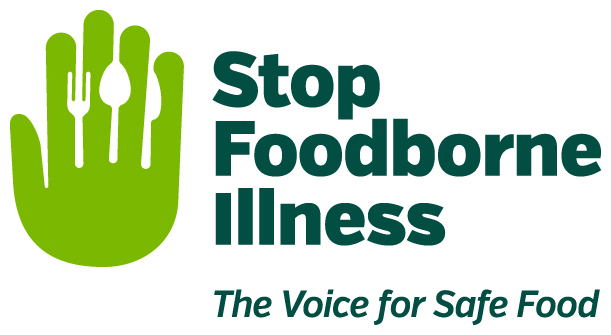 Stop
Foodborne
Illness
The Voice for Safe Food